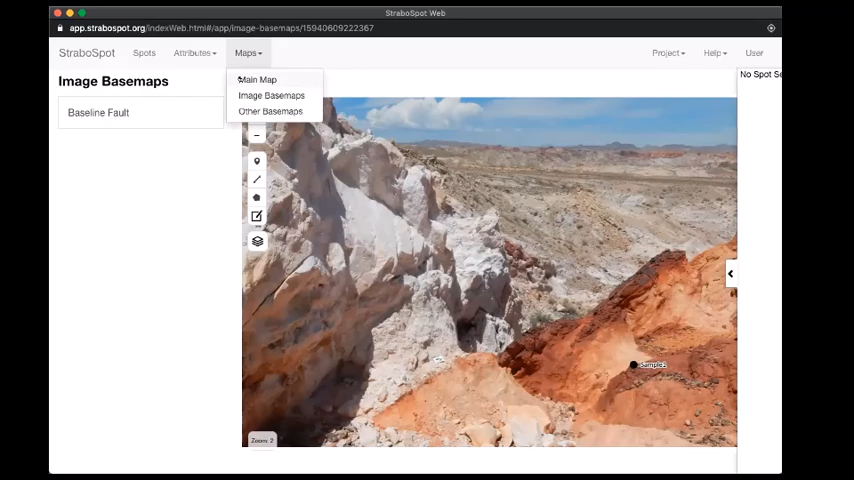 StraboSpot Web
app.strabospot.org/indexWeb.html#/app/image-basemaps/15940609222367
StraboSpot Spots Attributes Maps Project Help User
Image Basemaps
Baseline Fault
Main Map
Image Basemaps
Other Basemaps
No Spot Se
Sample1
Zoom: 2